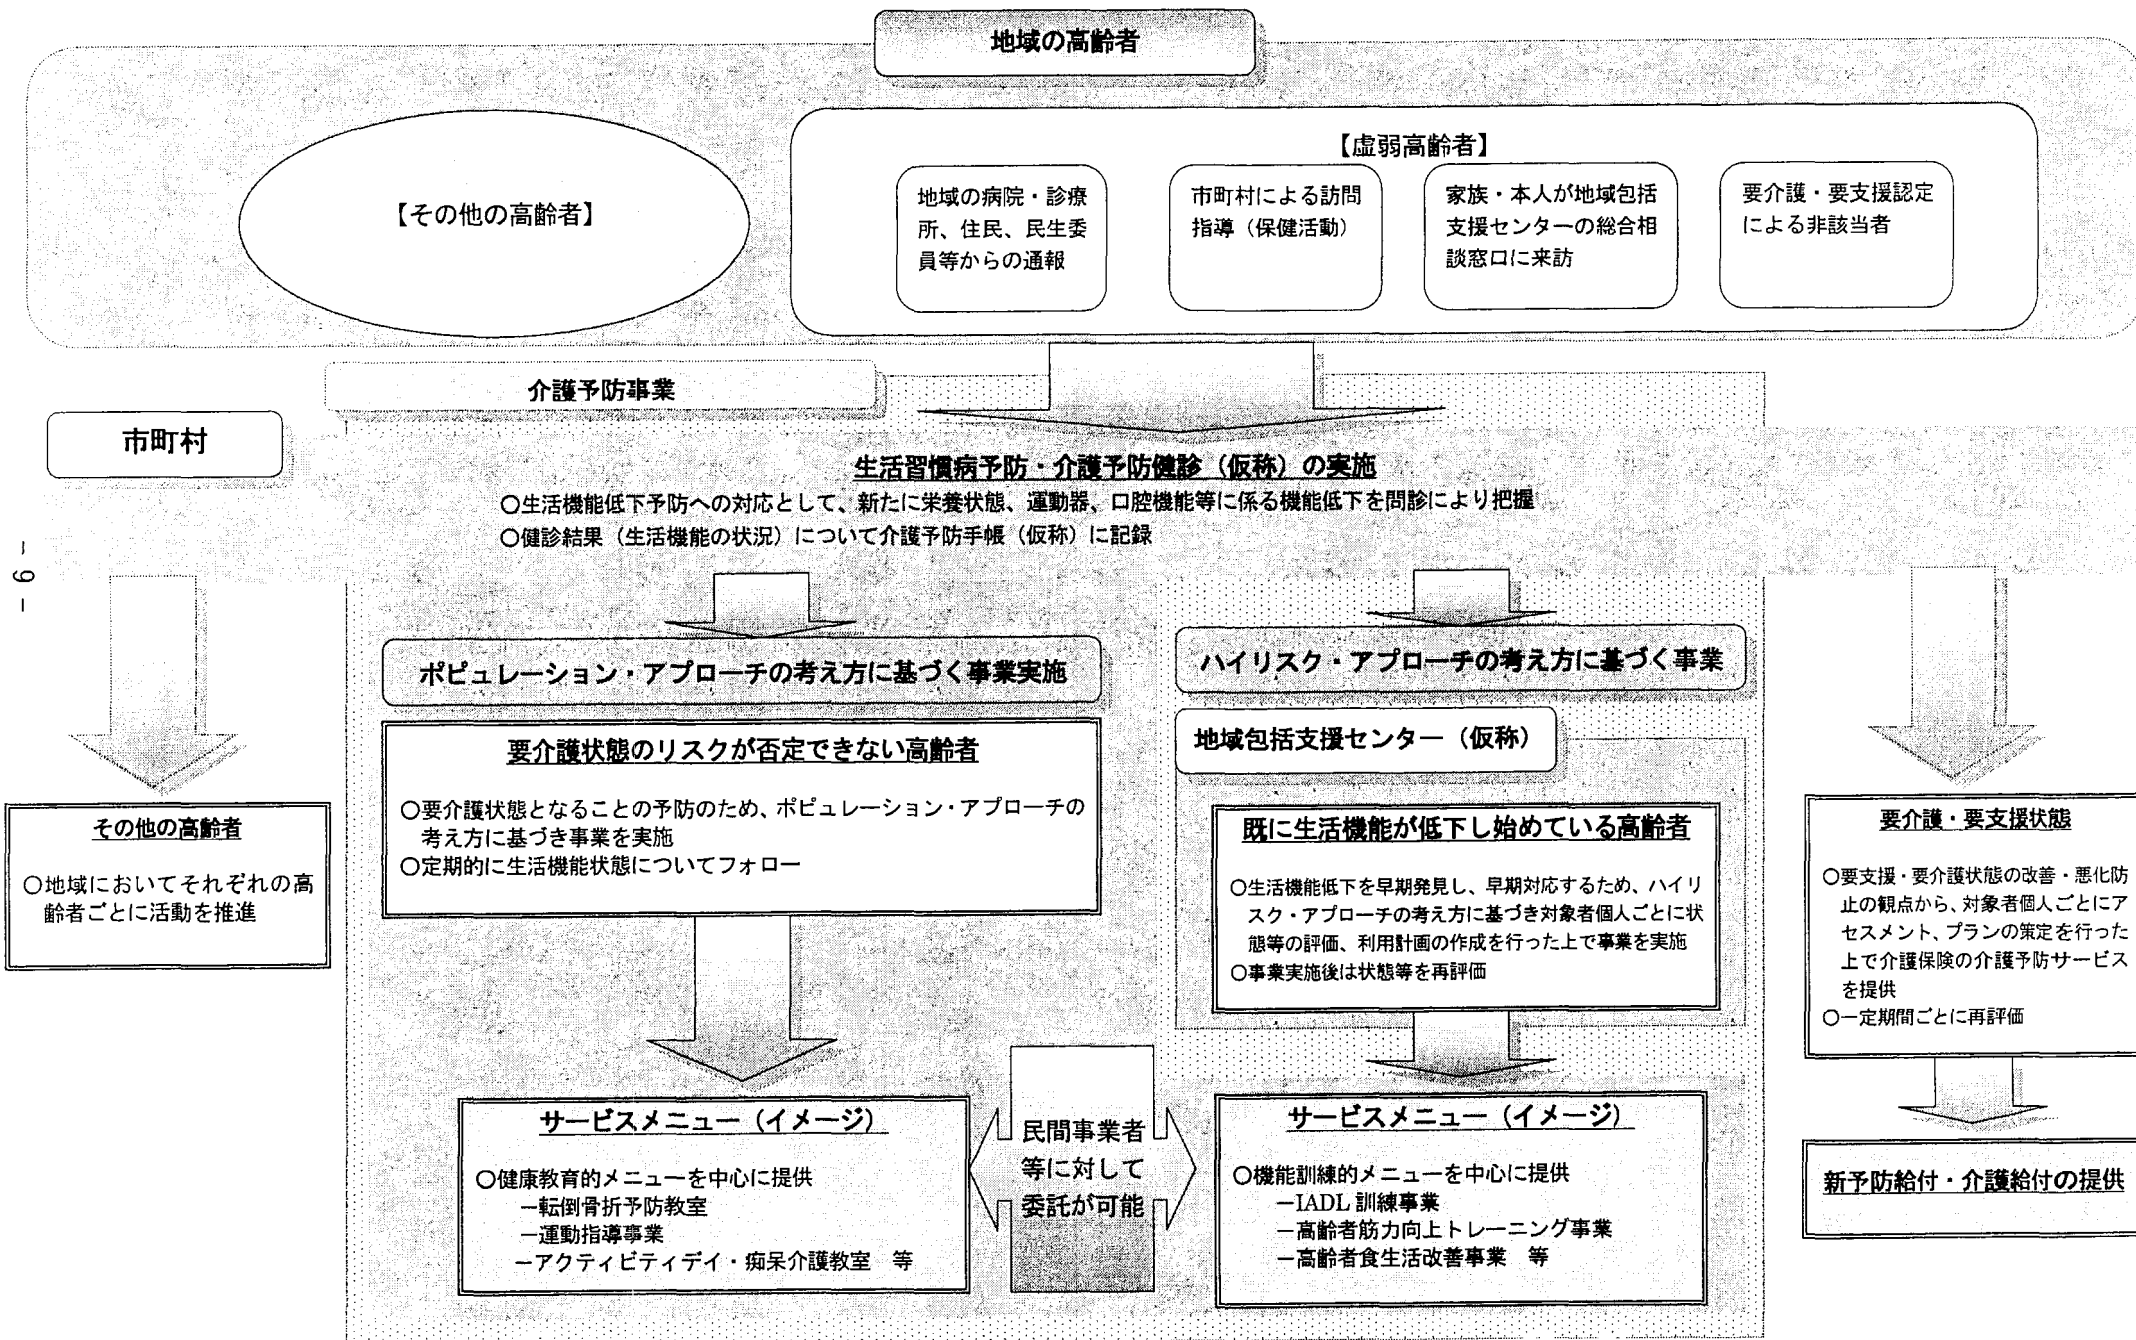 地域の高齢者
【その他の高齢者】
【虚弱高齢者】
地域の病院・診療
所、住民、民生委
員等からの通報
市町村による訪問
指導（保健活動）
家族・本人が地域包括
支援センターの総合相
談窓口に来訪
要介護・要支援認定
による非該当者
介護予防事業
市町村
生活習慣病予防・介護予防健診（仮称）の実施
○生活機能低下予防への対応として、新たに栄養状態、運動器、口腔機能等に係る機能低下を問診により把握
○健診結果（生活機能の状況）について介護予防手帳（仮称）に記録
ポピュレーション・アプローチの考え方に基づく事業実施
要介護状態のリスクが否定できない高齢者
○要介護状態となることの予防のため、ポピュレーション・アプローチの
考え方に基づき事業を実施
○定期的に生活機能状態についてフォロー
ハイリスク・アプローチの考え方に基づく事業
地域包括支援センター（仮称）
既に生活機能が低下し始めている高齢者
○生活機能低下を早期発見し、早期対応するため、ハイリ
スク・アプローチの考え方に基づき対象者個人ごとに状
態等の評価、利用計画の作成を行った上で事業を実施
○事業実施後は状態等を再評価
その他の高齢者
○地域においてそれぞれの高
齢者ごとに活動を推進
要介護・要支援状態
○要支援・要介護状態の改善・悪化防
止の観点から、対象者個人ごとにア
セスメント、プランの策定を行った
上で介護保険の介護予防サービス
を提供
○一定期間ごとに再評価
サービスメニュー（イメージ）
○健康教育的メニューを中心に提供
－転倒骨折予防教室
－運動指導事業
－アクティビティデイ・痴呆介護教室　等
民間事業者
等に対して
委託が可能
サービスメニュー（イメージ）
○機能訓練的メニューを中心に提供
－IADL 訓練事業
－高齢者筋力向上トレーニング事業
－高齢者食生活改善事業　等
新予防給付・介護給付の提供
- 9 -